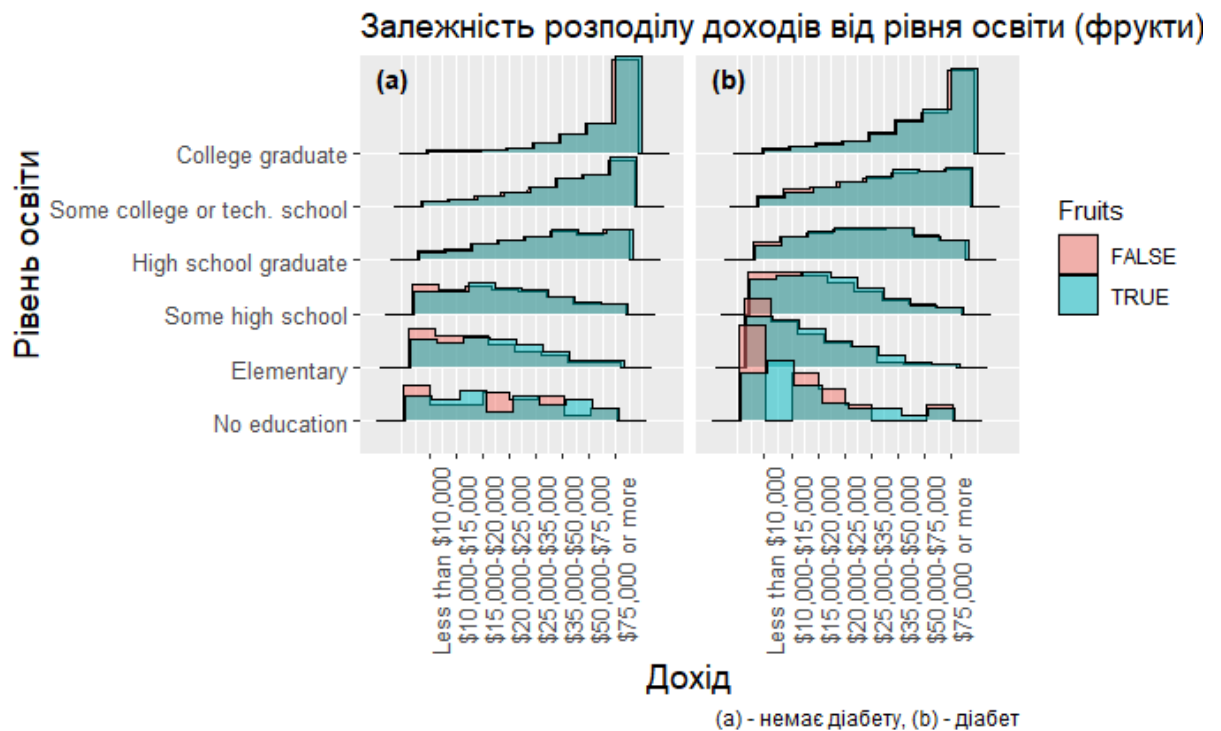 Залежність розподілу доходів від рівня освіти (фрукти)
(a)
(b)
Рівень освіти
College graduate
Some college or tech. school
High school graduate
Some high school
Elementary
No education
Fruits
FALSE
TRUE
Less than $10,000
$10,000-$15,000
$15,000-$20,000
$20,000-$25,000
$25,000-$35,000
$35,000-$50,000
$50,000-$75,000
$75,000 or more
Less than $10,000
$10,000-$15,000
$15,000-$20,000
$20,000-$25,000
$25,000-$35,000
$35,000-$50,000
$50,000-$75,000
$75,000 or more
Дохід
(a) - немає діабету, (b) - діабет